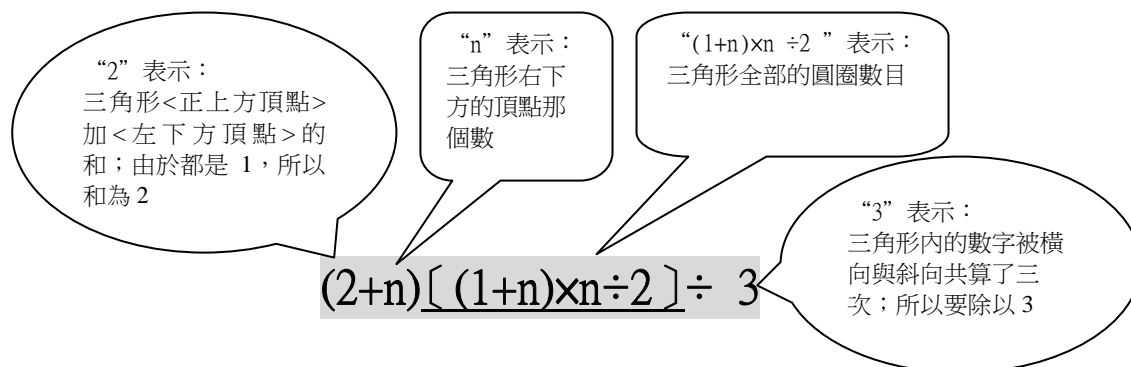 “2”表示：
三角形<正上方頂點>
加<左下方頂點>的
和；由於都是 1，所以
和為 2
“n”表示：
三角形右下
方的頂點那
個數
“(1+n)×n ÷2 ”表示：
三角形全部的圓圈數目
“3”表示：
三角形內的數字被橫
向與斜向共算了三
次；所以要除以 3
(2+n)〔 (1+n)×n÷2 〕÷ 3